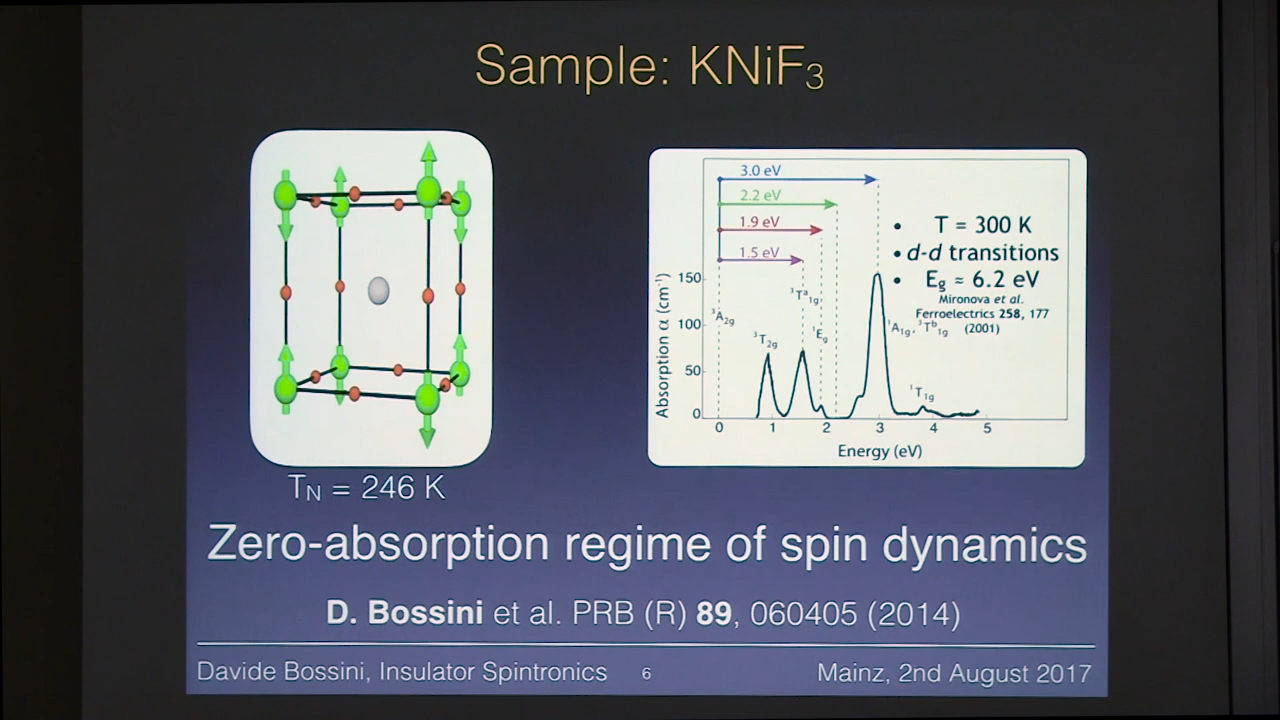 Sample: KNiF₃
3.0 eV
2.2 eV
1.9 eV
1.5 eV
• T = 300 K
• d-d transitions
• Eg ≈ 6.2 eV
Mironova et al.
Ferroelectrics 258, 177
(2001)
Absorption α (cm⁻¹)
150
100
50
0
³A₂g
³T₂g
³Tᵃ₁g
¹Eg
¹A₁g, ³Tᵇ₁g
¹T₁g
0 1 2 3 4 5
Energy (eV)
TN = 246 K
Zero-absorption regime of spin dynamics
D. Bossini et al. PRB (R) 89, 060405 (2014)
Davide Bossini, Insulator Spintronics 6 Mainz, 2nd August 2017